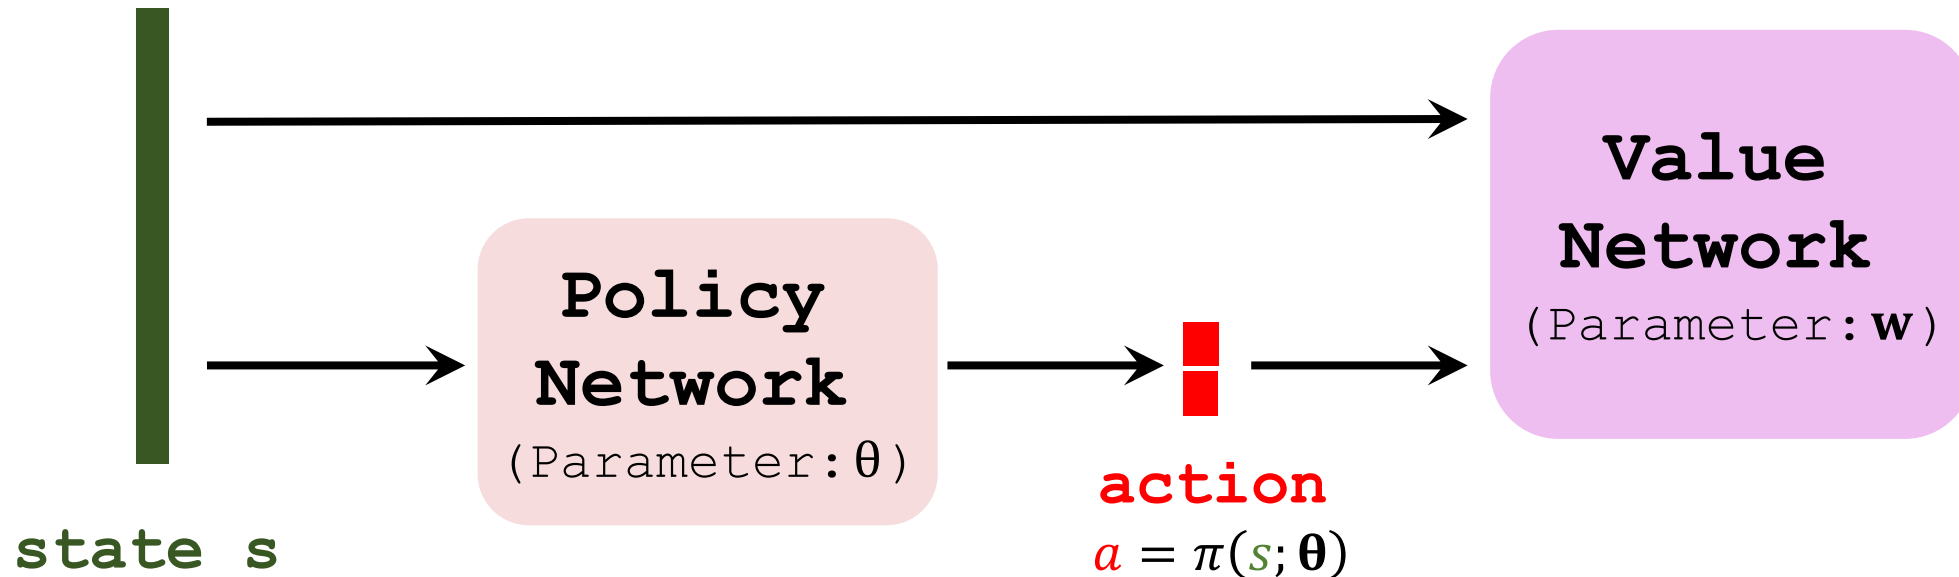 state s
Policy
Network
(Parameter:θ)
action
a = π(s; θ)
Value
Network
(Parameter:w)